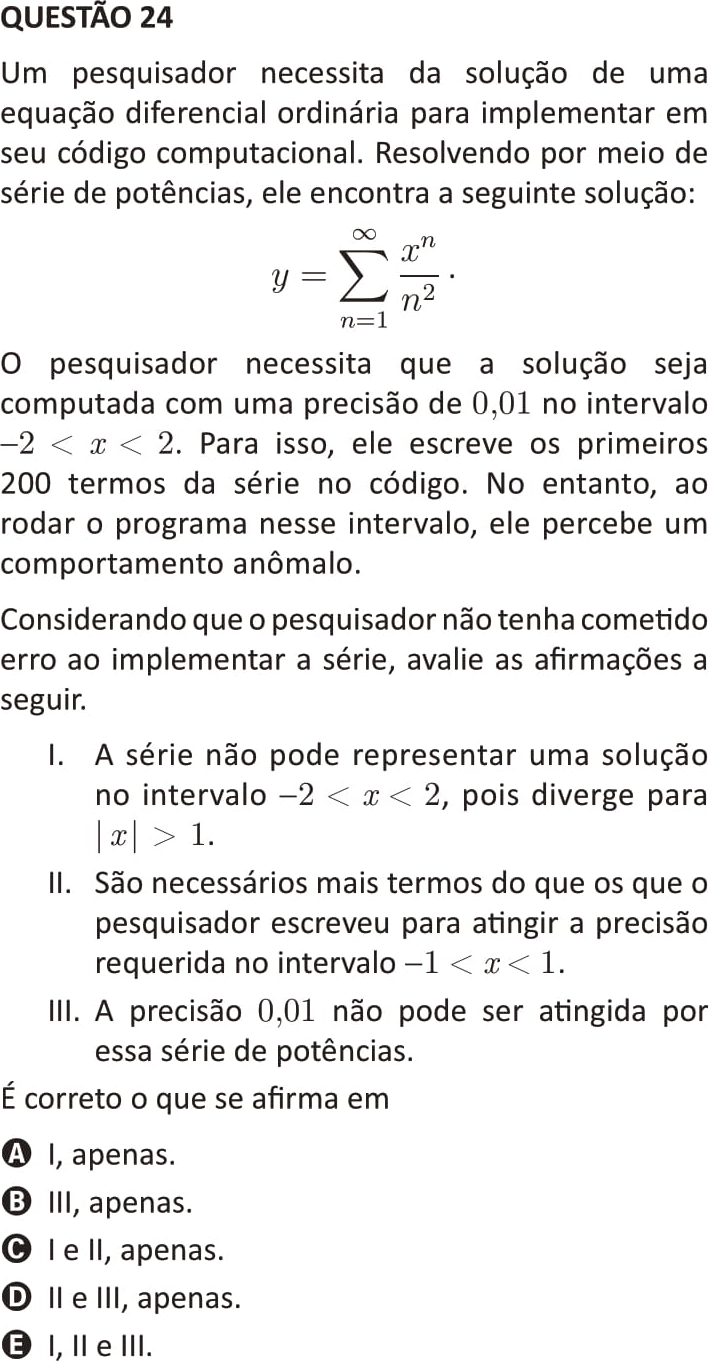 QUESTÃO 24
Um pesquisador necessita da solução de uma
equação diferencial ordinária para implementar em
seu código computacional. Resolvendo por meio de
série de potências, ele encontra a seguinte solução:
$y = \sum_{n=1}^{\infty} \frac{x^n}{n^2} \cdot$
O pesquisador necessita que a solução seja
computada com uma precisão de 0,01 no intervalo
−2 < x < 2. Para isso, ele escreve os primeiros
200 termos da série no código. No entanto, ao
rodar o programa nesse intervalo, ele percebe um
comportamento anômalo.
Considerando que o pesquisador não tenha cometido
erro ao implementar a série, avalie as afirmações a
seguir.
I. A série não pode representar uma solução
no intervalo −2 < x < 2, pois diverge para
|x| > 1.
II. São necessários mais termos do que os que o
pesquisador escreveu para atingir a precisão
requerida no intervalo −1 < x < 1.
III. A precisão 0,01 não pode ser atingida por
essa série de potências.
É correto o que se afirma em
A I, apenas.
B III, apenas.
C I e II, apenas.
D II e III, apenas.
E I, II e III.